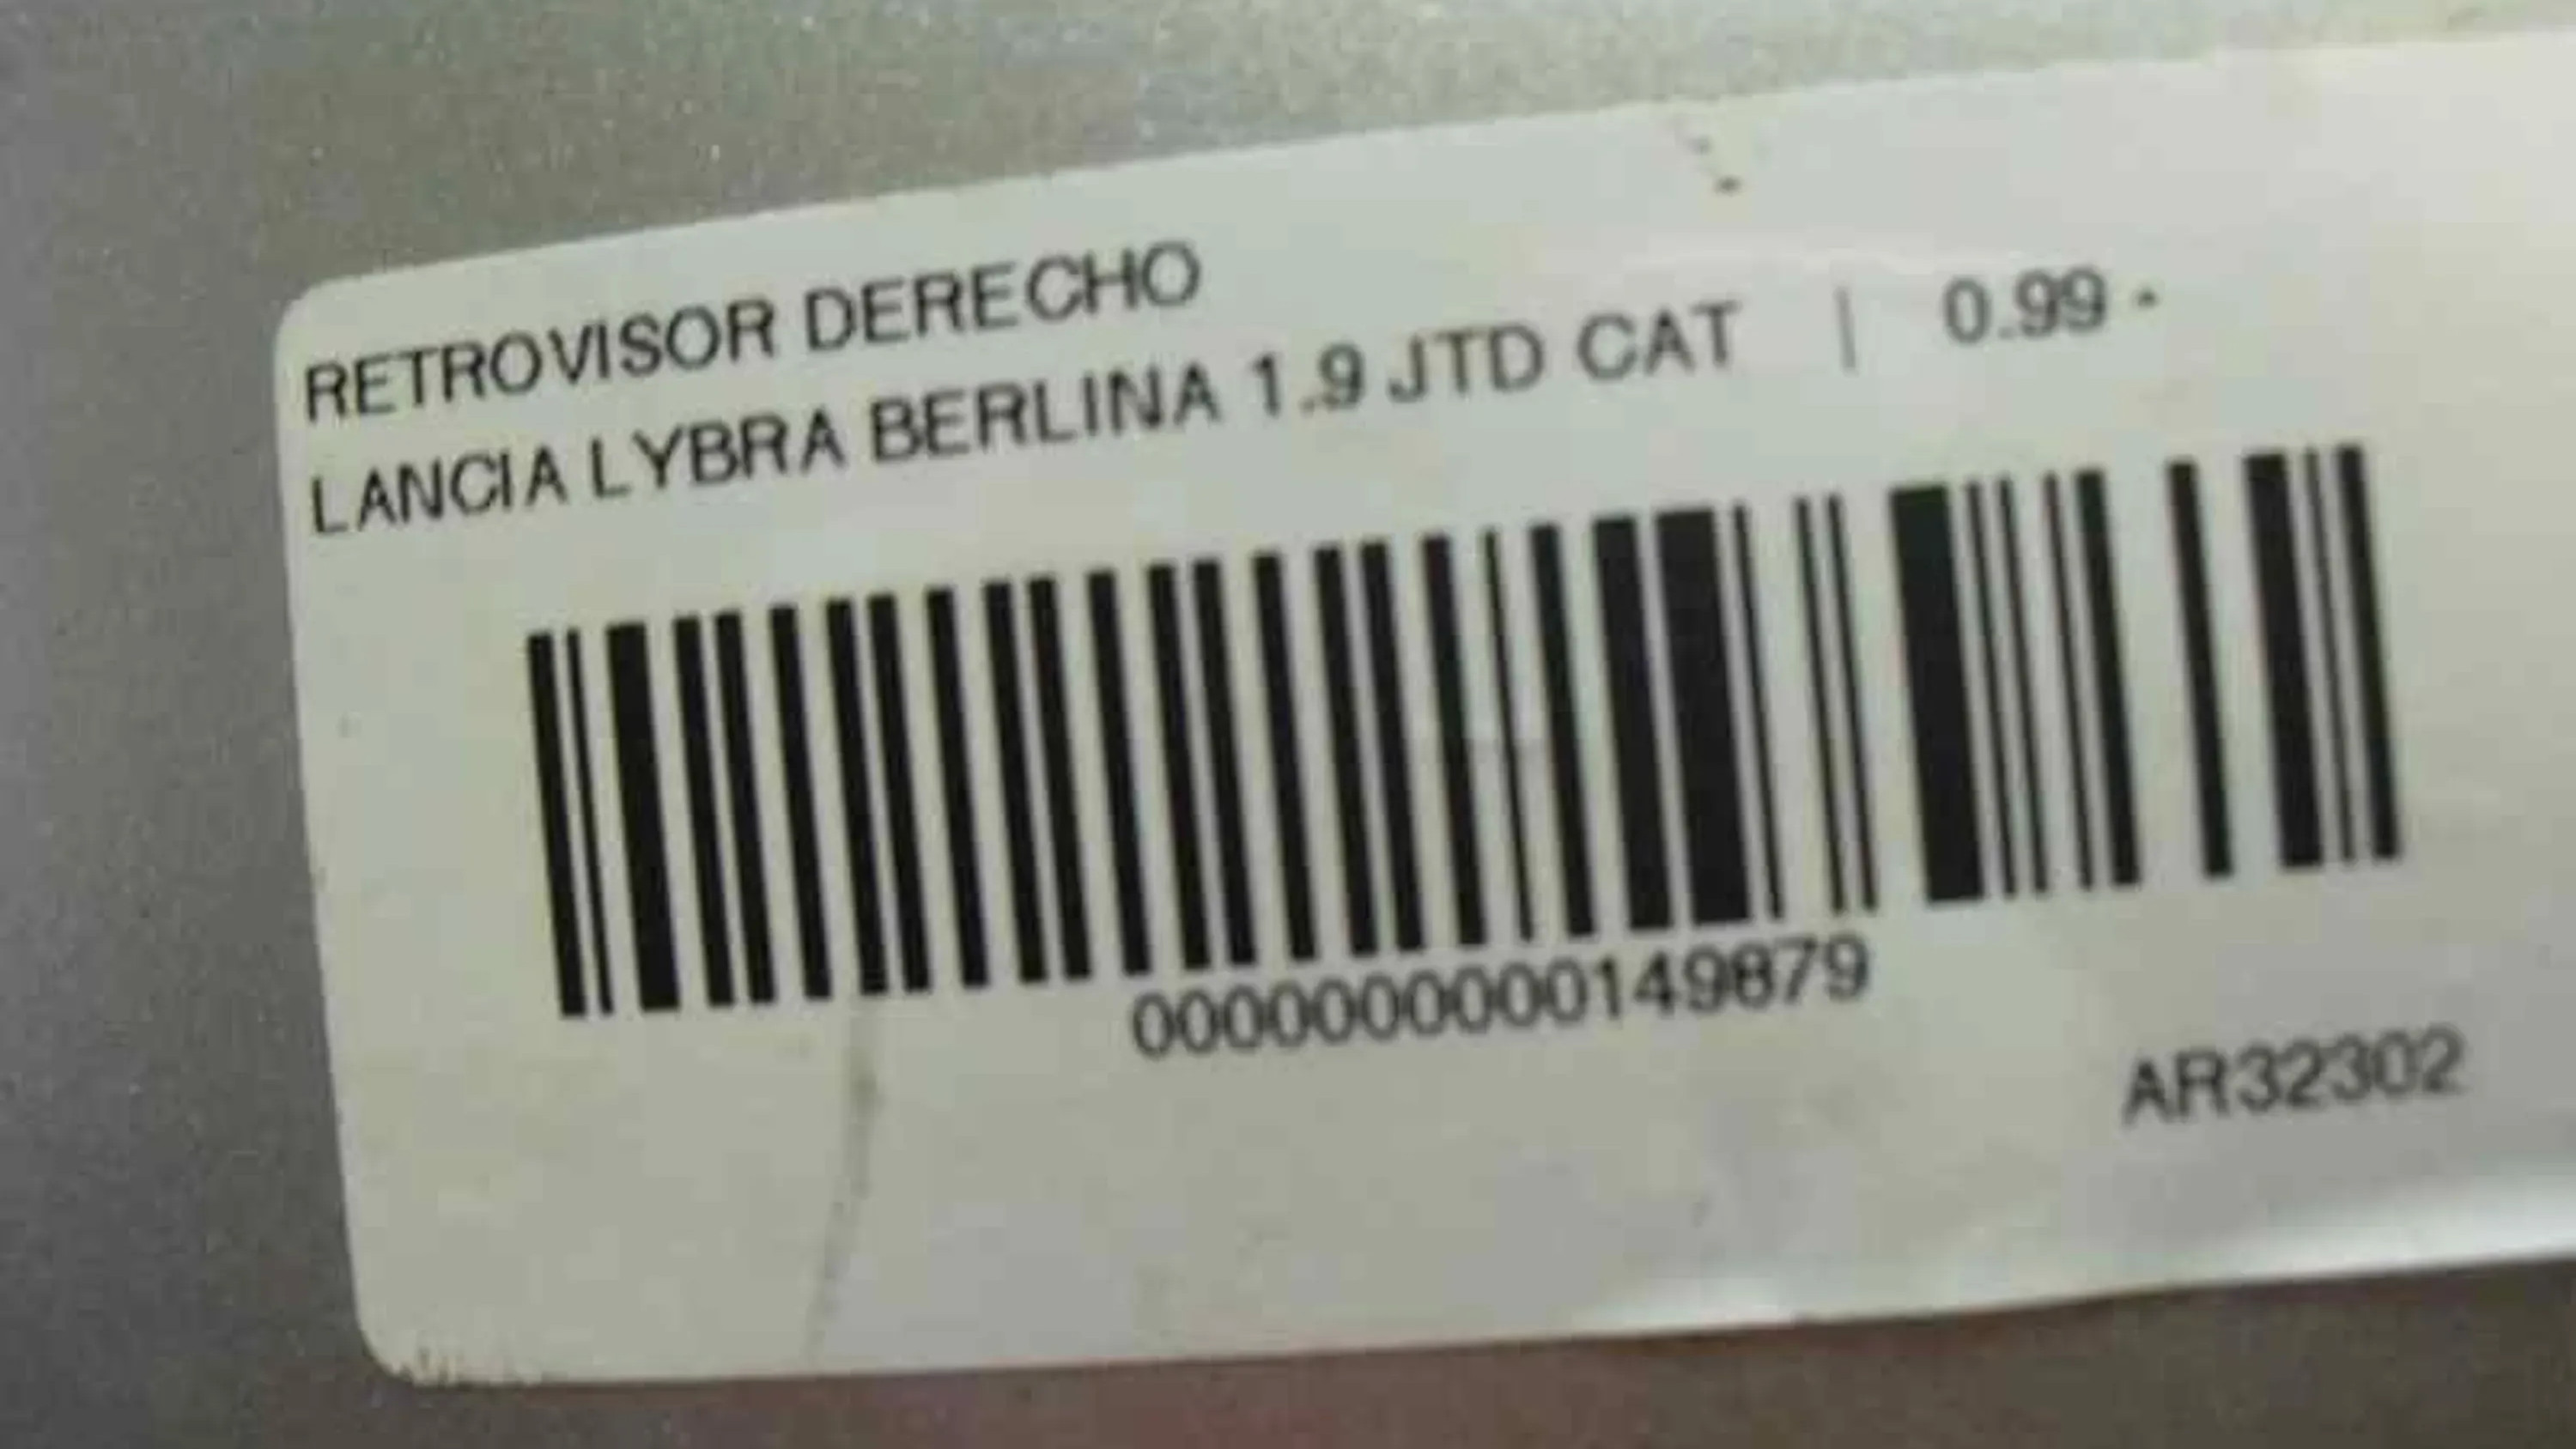 RETROVISOR DERECHO
LANCIA LYBRA BERLINA 1.9 JTD CAT | 0.99 -
0000000000149879
AR32302